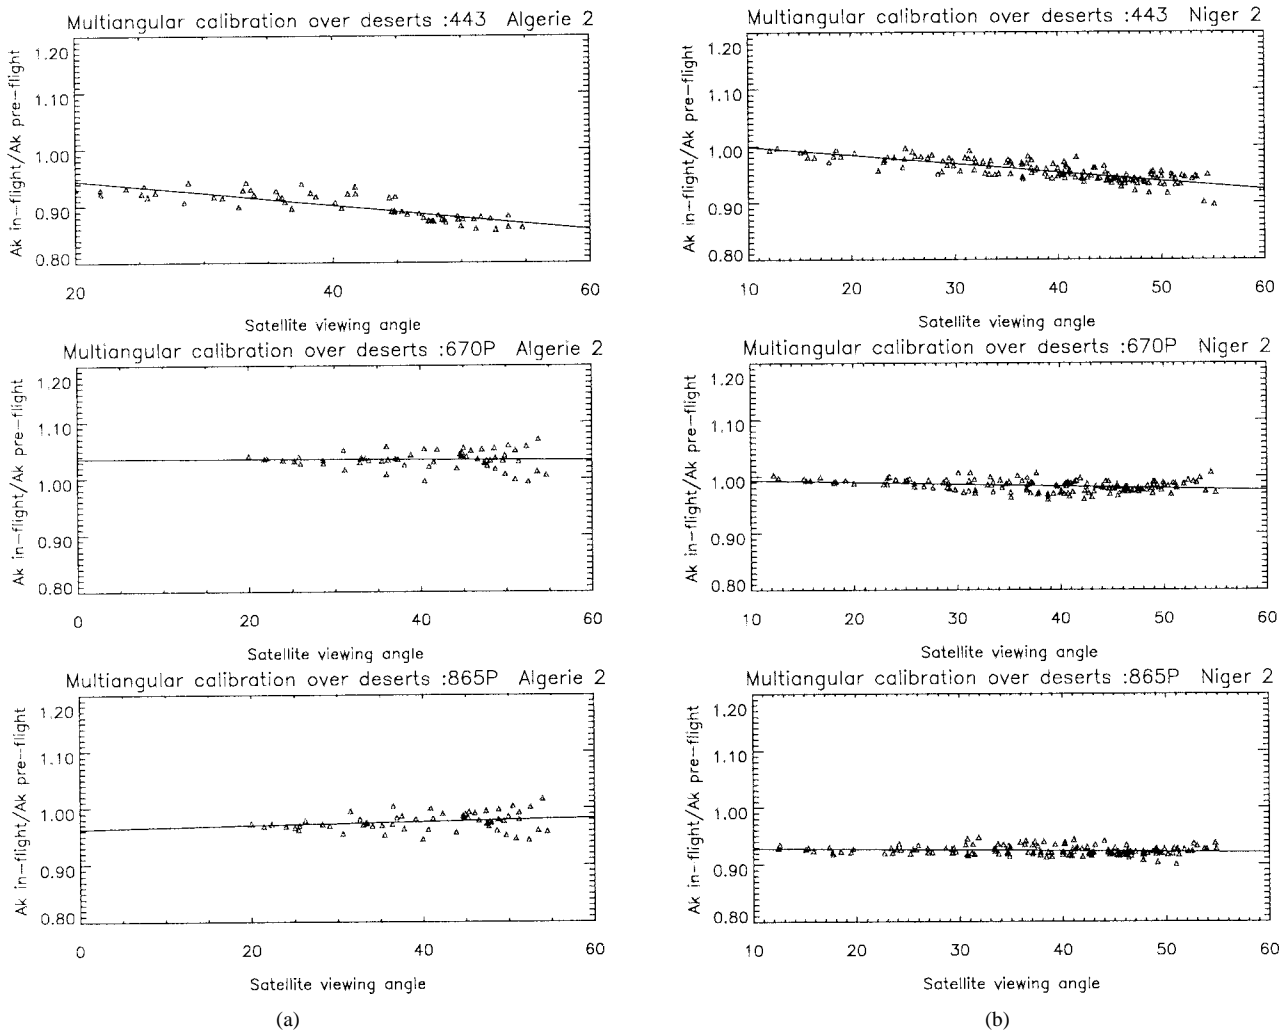 Multiangular calibration over deserts :443 Algerie 2
Ak in-flight/Ak pre-flight
1.20
1.10
1.00
0.90
0.80
20 40 60
Satellite viewing angle
Multiangular calibration over deserts :670P Algerie 2
Ak in-flight/Ak pre-flight
1.20
1.10
1.00
0.90
0.80
0 20 40 60
Satellite viewing angle
Multiangular calibration over deserts :865P Algerie 2
Ak in-flight/Ak pre-flight
1.20
1.10
1.00
0.90
0.80
0 20 40 60
Satellite viewing angle
(a)
Multiangular calibration over deserts :443 Niger 2
Ak in-flight/Ak pre-flight
1.20
1.10
1.00
0.90
0.80
10 20 30 40 50 60
Satellite viewing angle
Multiangular calibration over deserts :670P Niger 2
Ak in-flight/Ak pre-flight
1.20
1.10
1.00
0.90
0.80
10 20 30 40 50 60
Satellite viewing angle
Multiangular calibration over deserts :865P Niger 2
Ak in-flight/Ak pre-flight
1.20
1.10
1.00
0.90
0.80
10 20 30 40 50 60
Satellite viewing angle
(b)